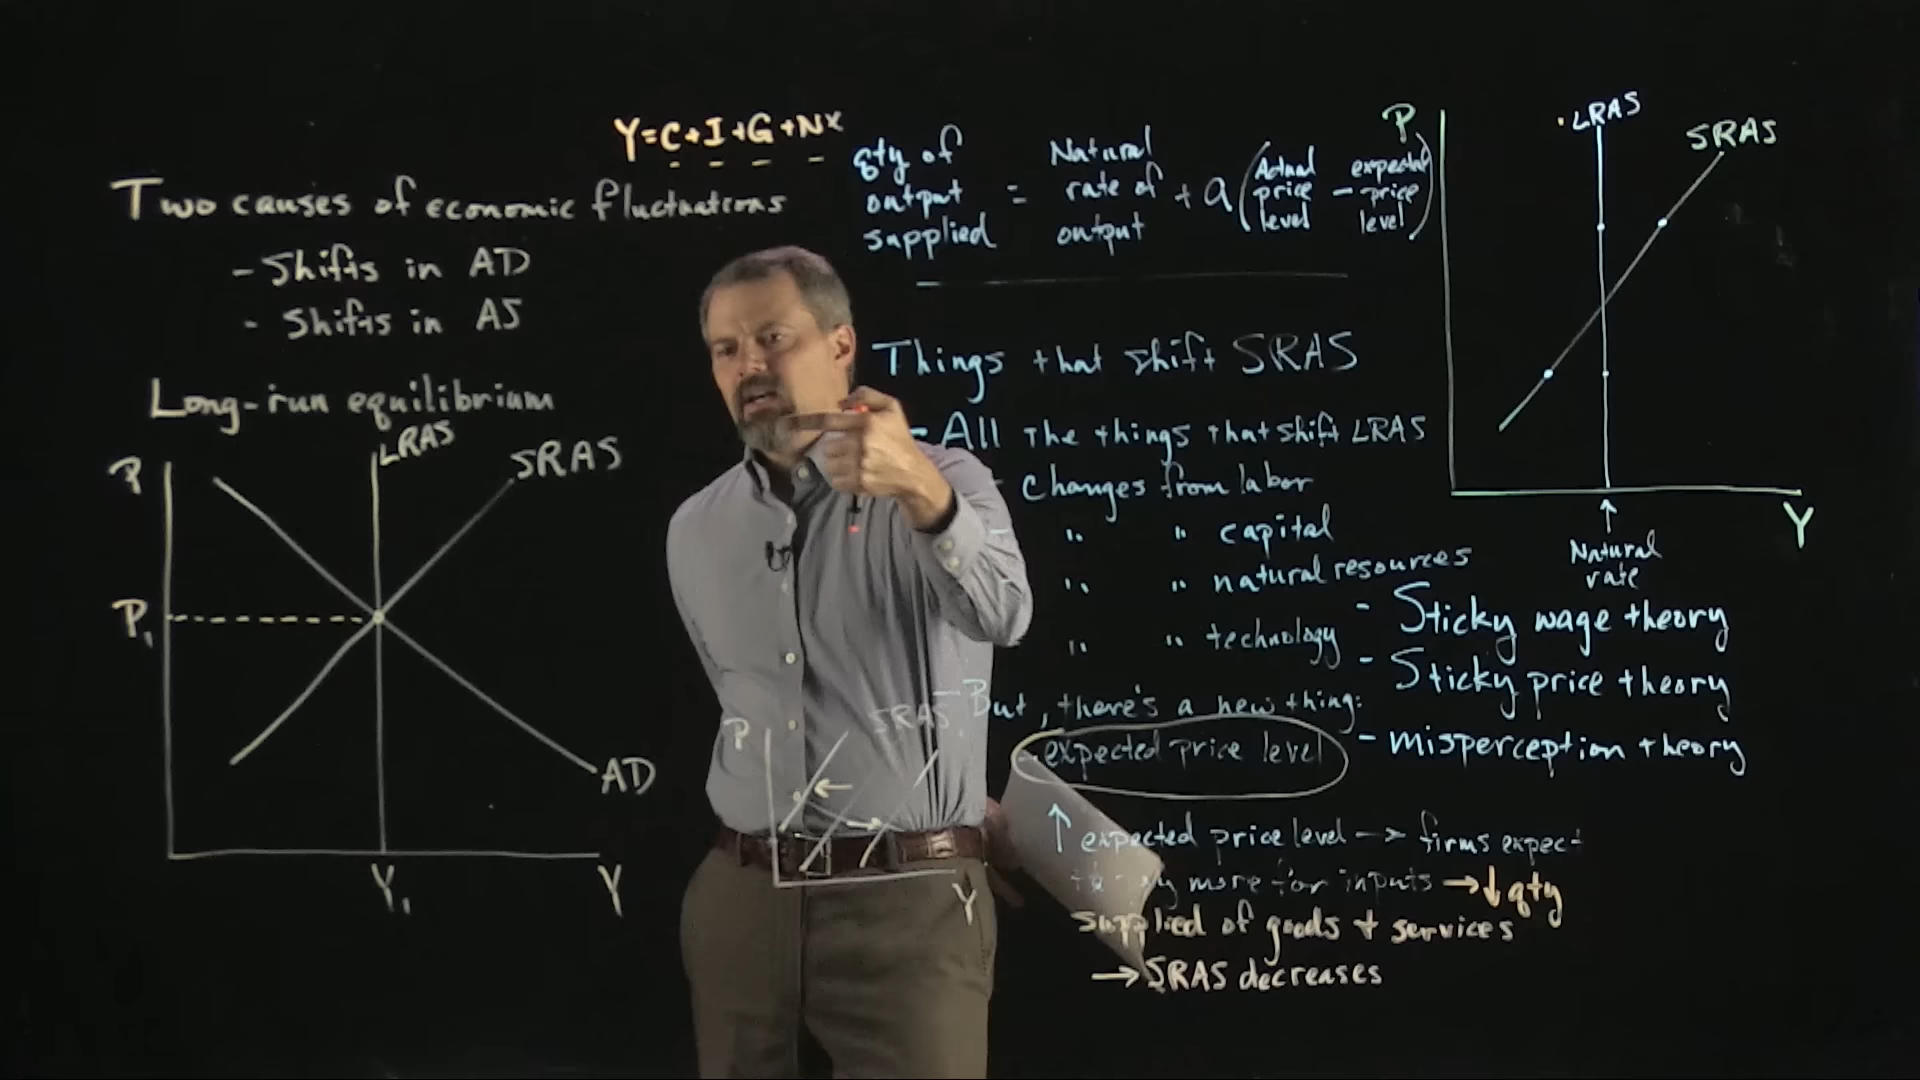 Y=C+I+G+NX
Two causes of economic fluctuations
- Shifts in AD
- Shifts in AS
Long-run equilibrium
P
LRAS
SRAS
P₁
AD
Y₁
Y
qty of output supplied = Natural rate of output + a (Actual price level - expected price level)
Things that shift SRAS
- All the things that shift LRAS
- Changes from labor
" " capital
" " natural resources
" " technology
- But, there's a new thing:
- expected price level
↑ expected price level → firms expect
more for inputs → ↓ qty
supplied of goods + services
→ SRAS decreases
P
SRAS
Y
P
LRAS
SRAS
Y
↑
Natural
rate
- Sticky wage theory
- Sticky price theory
- misperception theory